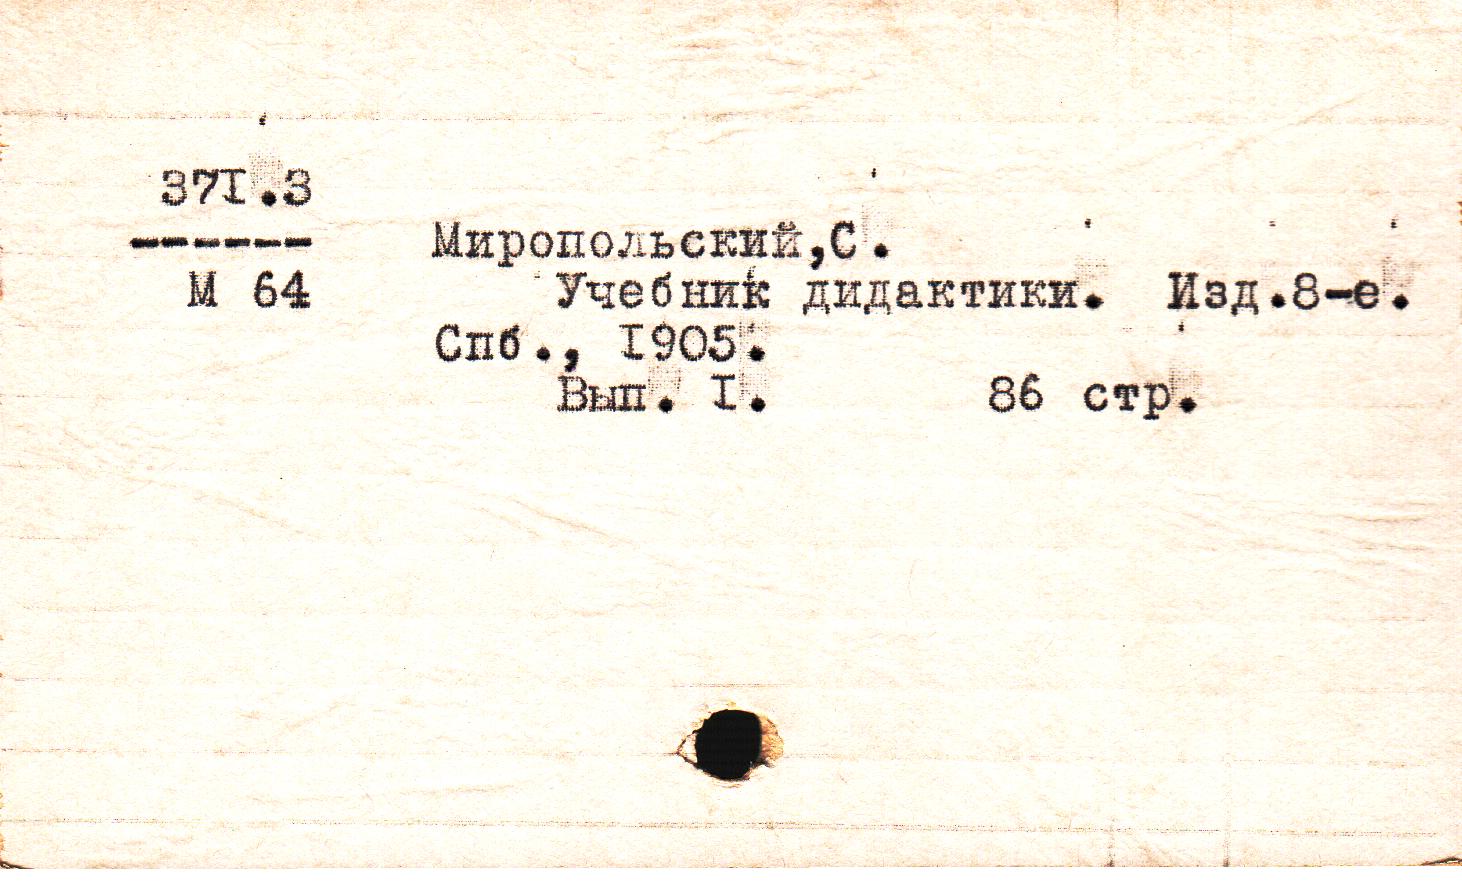 371.3
------
М 64
Миропольский,С.
Учебник дидактики. Изд.8-е.
Спб., 1905.
Вып. I. 86 стр.